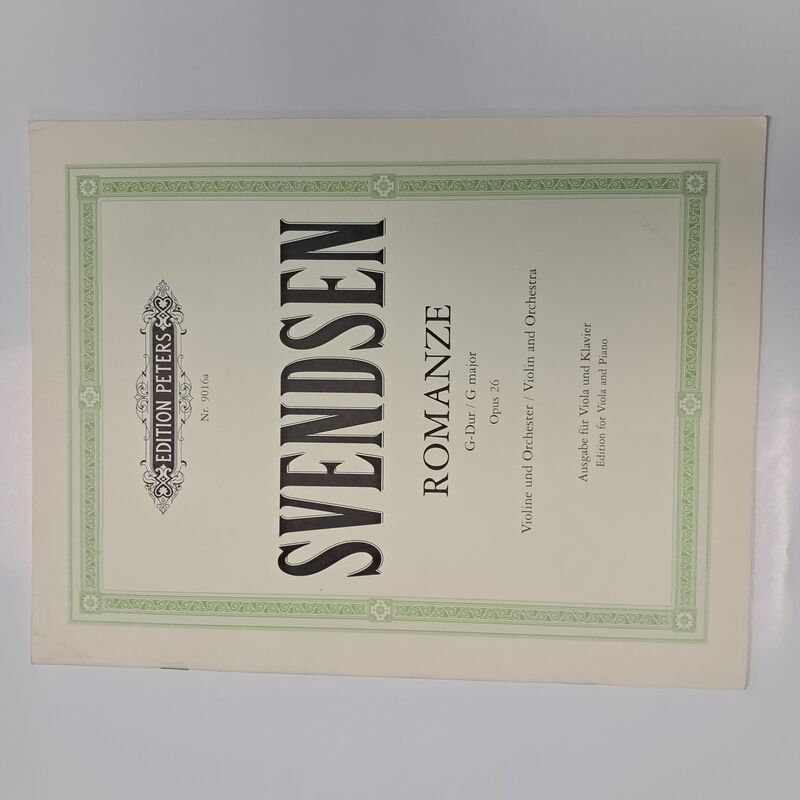 EDITION PETERS
Nr. 9016a
SVENDSEN
ROMANZE
G-Dur / G major
Opus 26
Violine und Orchester / Violin and Orchestra
Ausgabe für Viola und Klavier
Edition for Viola and Piano